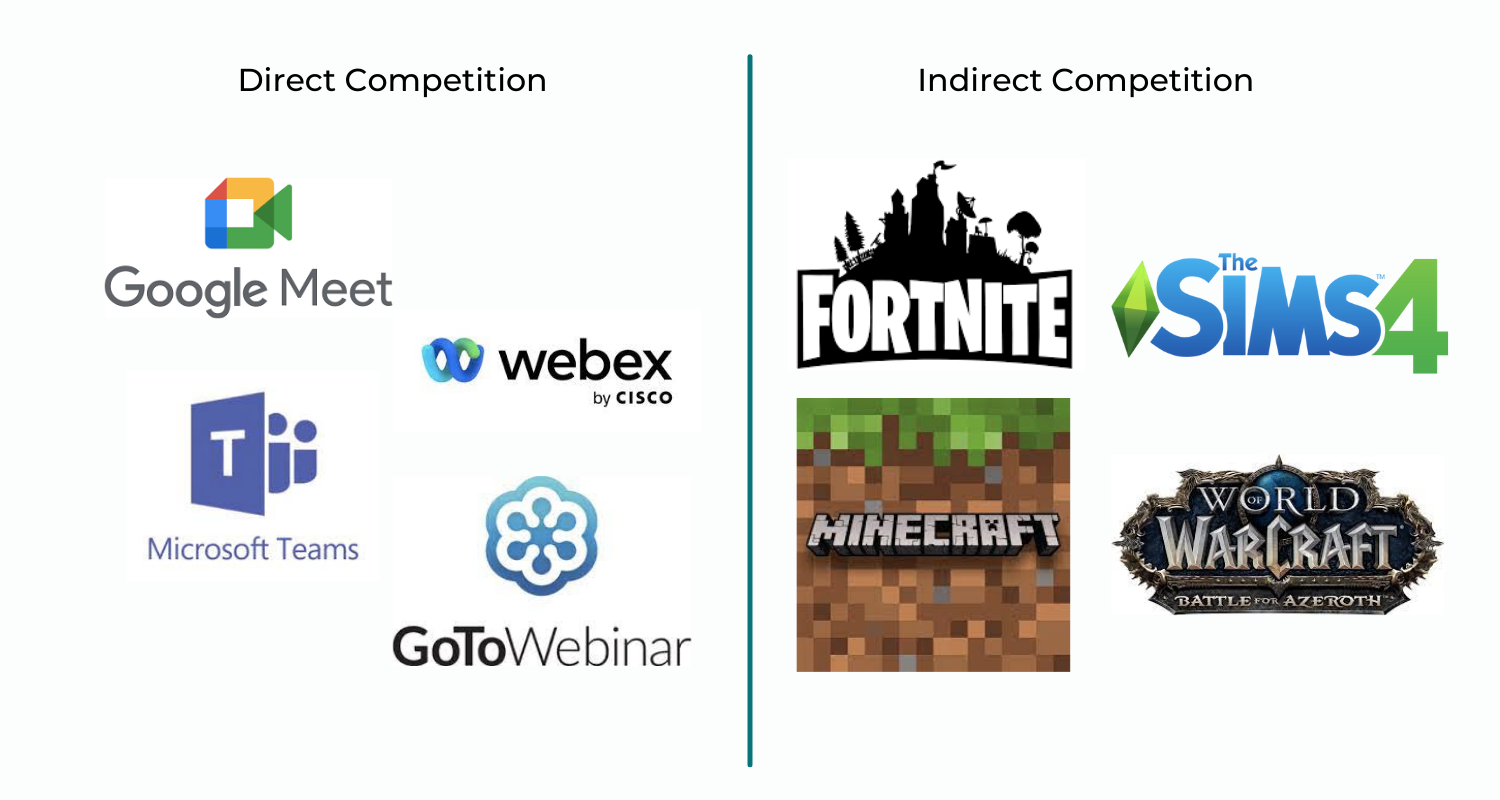 Direct Competition
Indirect Competition
Google Meet
webex
by CISCO
T
Microsoft Teams
GoToWebinar
FORTNITE
The
SIMS 4
TM
MINECRAFT
WORLD
OF
WARCRAFT
BATTLE FOR AZEROTH